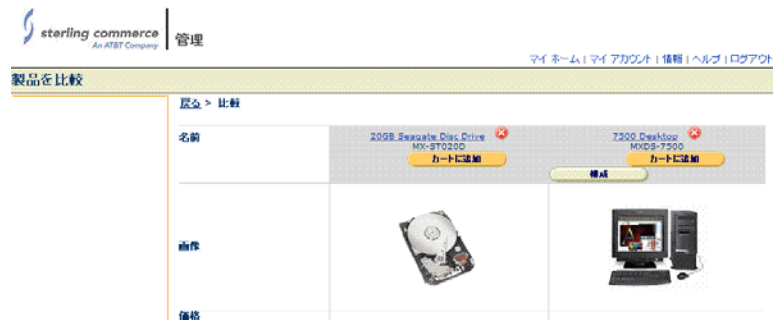 sterling commerce
An AT&T Company
管理
マイ ホーム | マイ アカウント | 情報 | ヘルプ | ログアウト
製品を比較
戻る > 比較
名前
20GB Seagate Disc Drive
MX-ST020D
カートに追加
7500 Desktop
MXDS-7500
カートに追加
構成
画像
価格